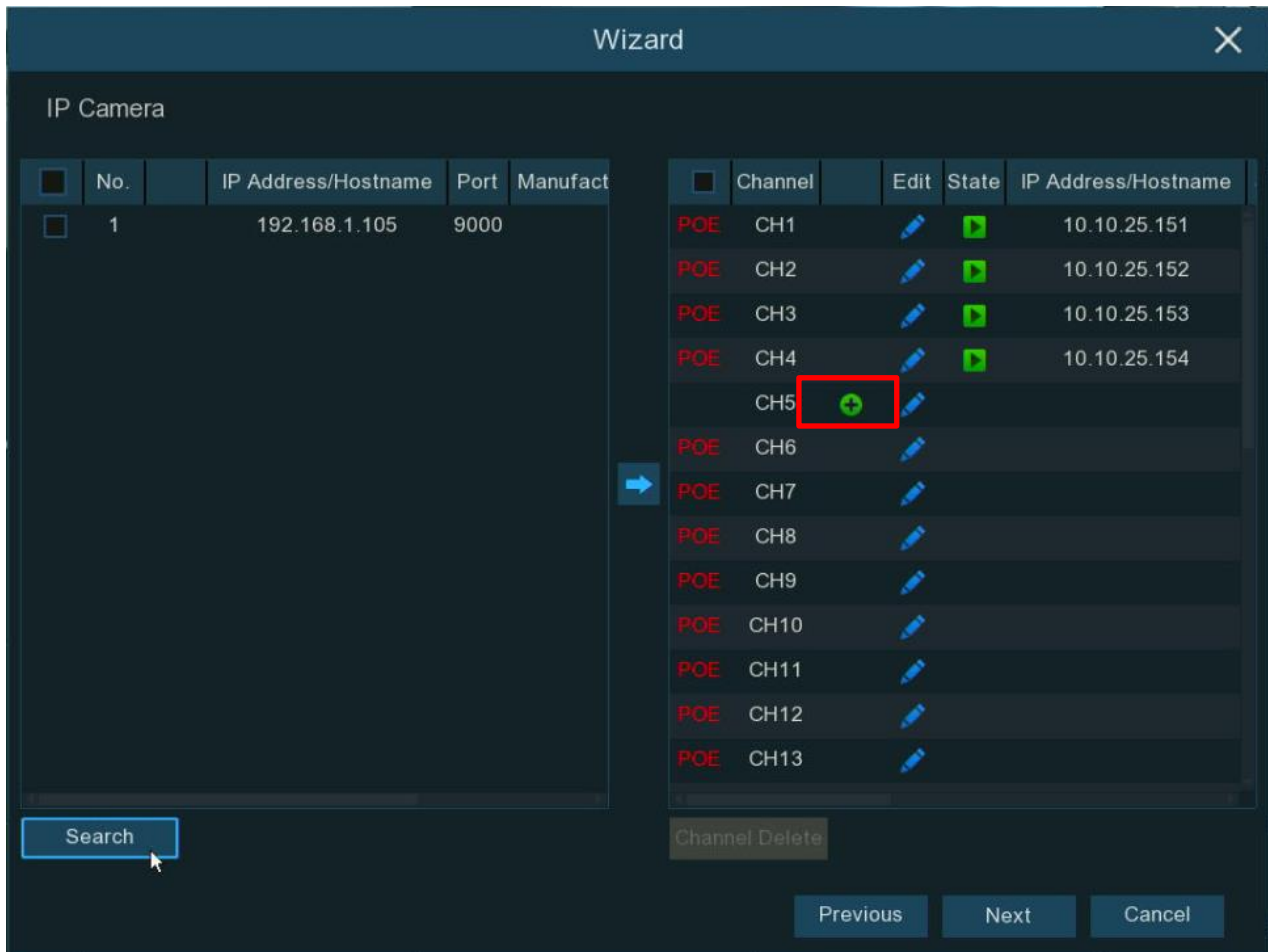 Wizard
IP Camera
No. IP Address/Hostname Port Manufact
1 192.168.1.105 9000
Channel Edit State IP Address/Hostname
POE CH1 10.10.25.151
POE CH2 10.10.25.152
POE CH3 10.10.25.153
POE CH4 10.10.25.154
CH5
POE CH6
POE CH7
POE CH8
POE CH9
POE CH10
POE CH11
POE CH12
POE CH13
Search
Channel Delete
Previous Next Cancel